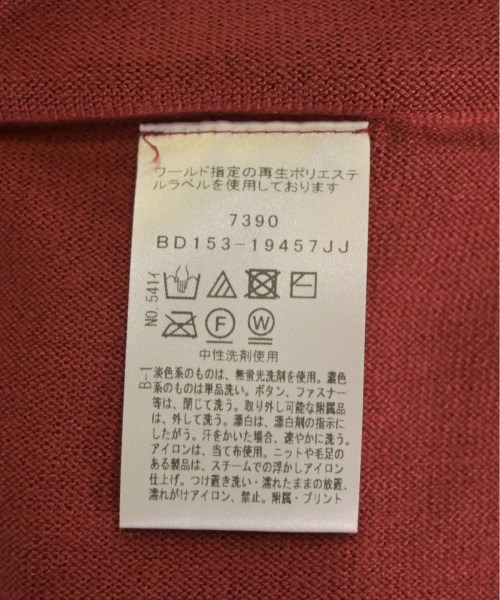 ワールド指定の再生ポリエステ
ルラベルを使用しております
7390
BD153-19457JJ
NO.541イ
F
W
中性洗剤使用
B-1
淡色系のものは、無蛍光洗剤を使用。濃色
系のものは単品洗い。ボタン、ファスナー
等は、閉じて洗う。取り外し可能な附属品
は、外して洗う。漂白は、漂白剤の指示に
したがう。汗をかいた場合、速やかに洗う。
アイロンは、当て布使用。ニットや毛足の
ある製品は、スチームでの浮かしアイロン
仕上げ。つけ置き洗い・濡れたままの放置、
濡れがけアイロン、禁止。附属・プリント